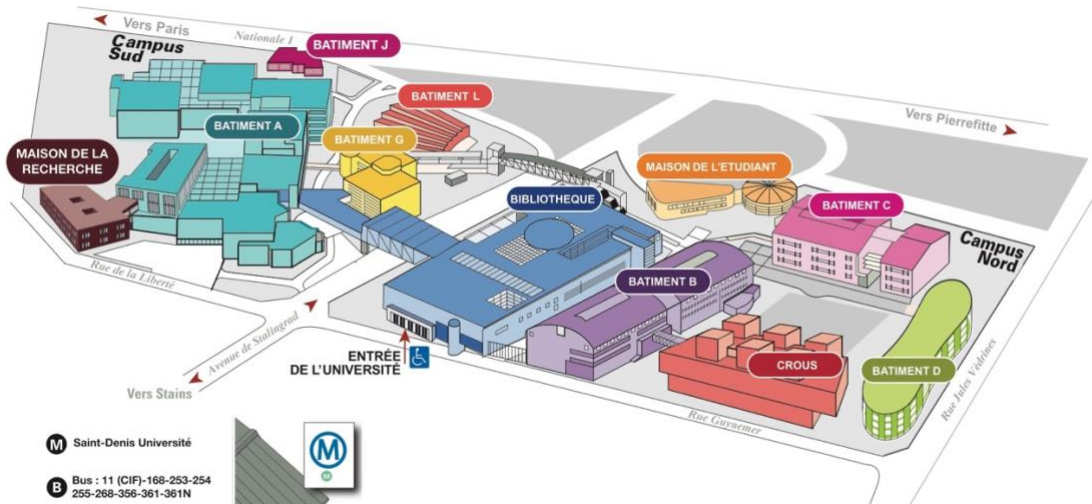 Vers Paris
Nationale 1
Campus
Sud
BATIMENT J
BATIMENT L
Vers Pierrefitte
BATIMENT A
BATIMENT G
MAISON DE LA
RECHERCHE
MAISON DE L'ETUDIANT
BIBLIOTHEQUE
BATIMENT C
Campus
Nord
BATIMENT B
Rue de la Liberté
Avenue de Stalingrad
ENTRÉE
DE L'UNIVERSITÉ
CROUS
BATIMENT D
Rue Jules Védrines
Vers Stains
Rue Guynemer
M Saint-Denis Université
M
B Bus : 11 (CIF)-168-253-254
255-268-356-361-361N